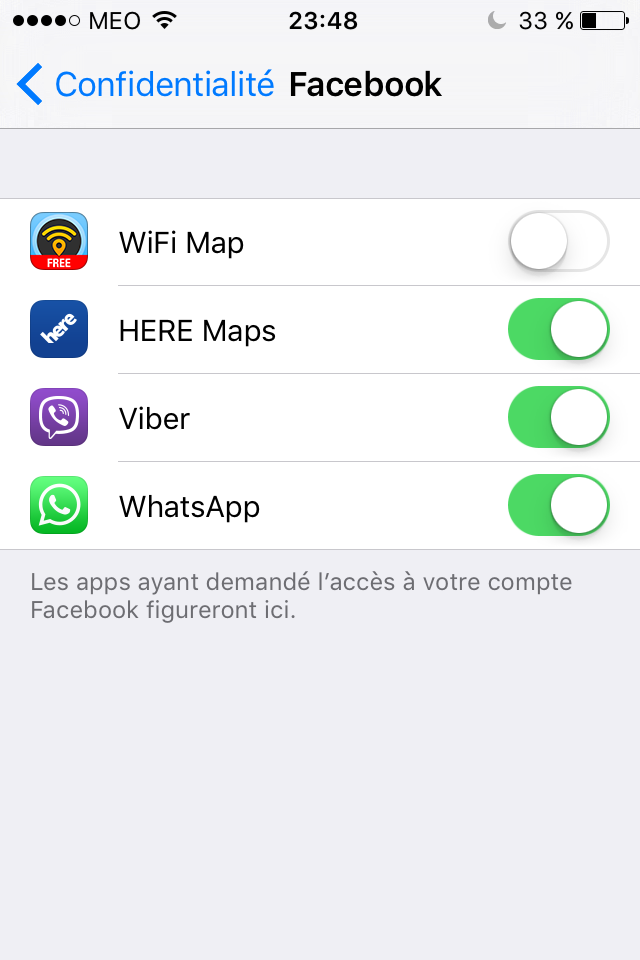 MEO 23:48 33 %
Confidentialité Facebook
FREE
WiFi Map
here
HERE Maps
Viber
WhatsApp
Les apps ayant demandé l’accès à votre compte
Facebook figureront ici.